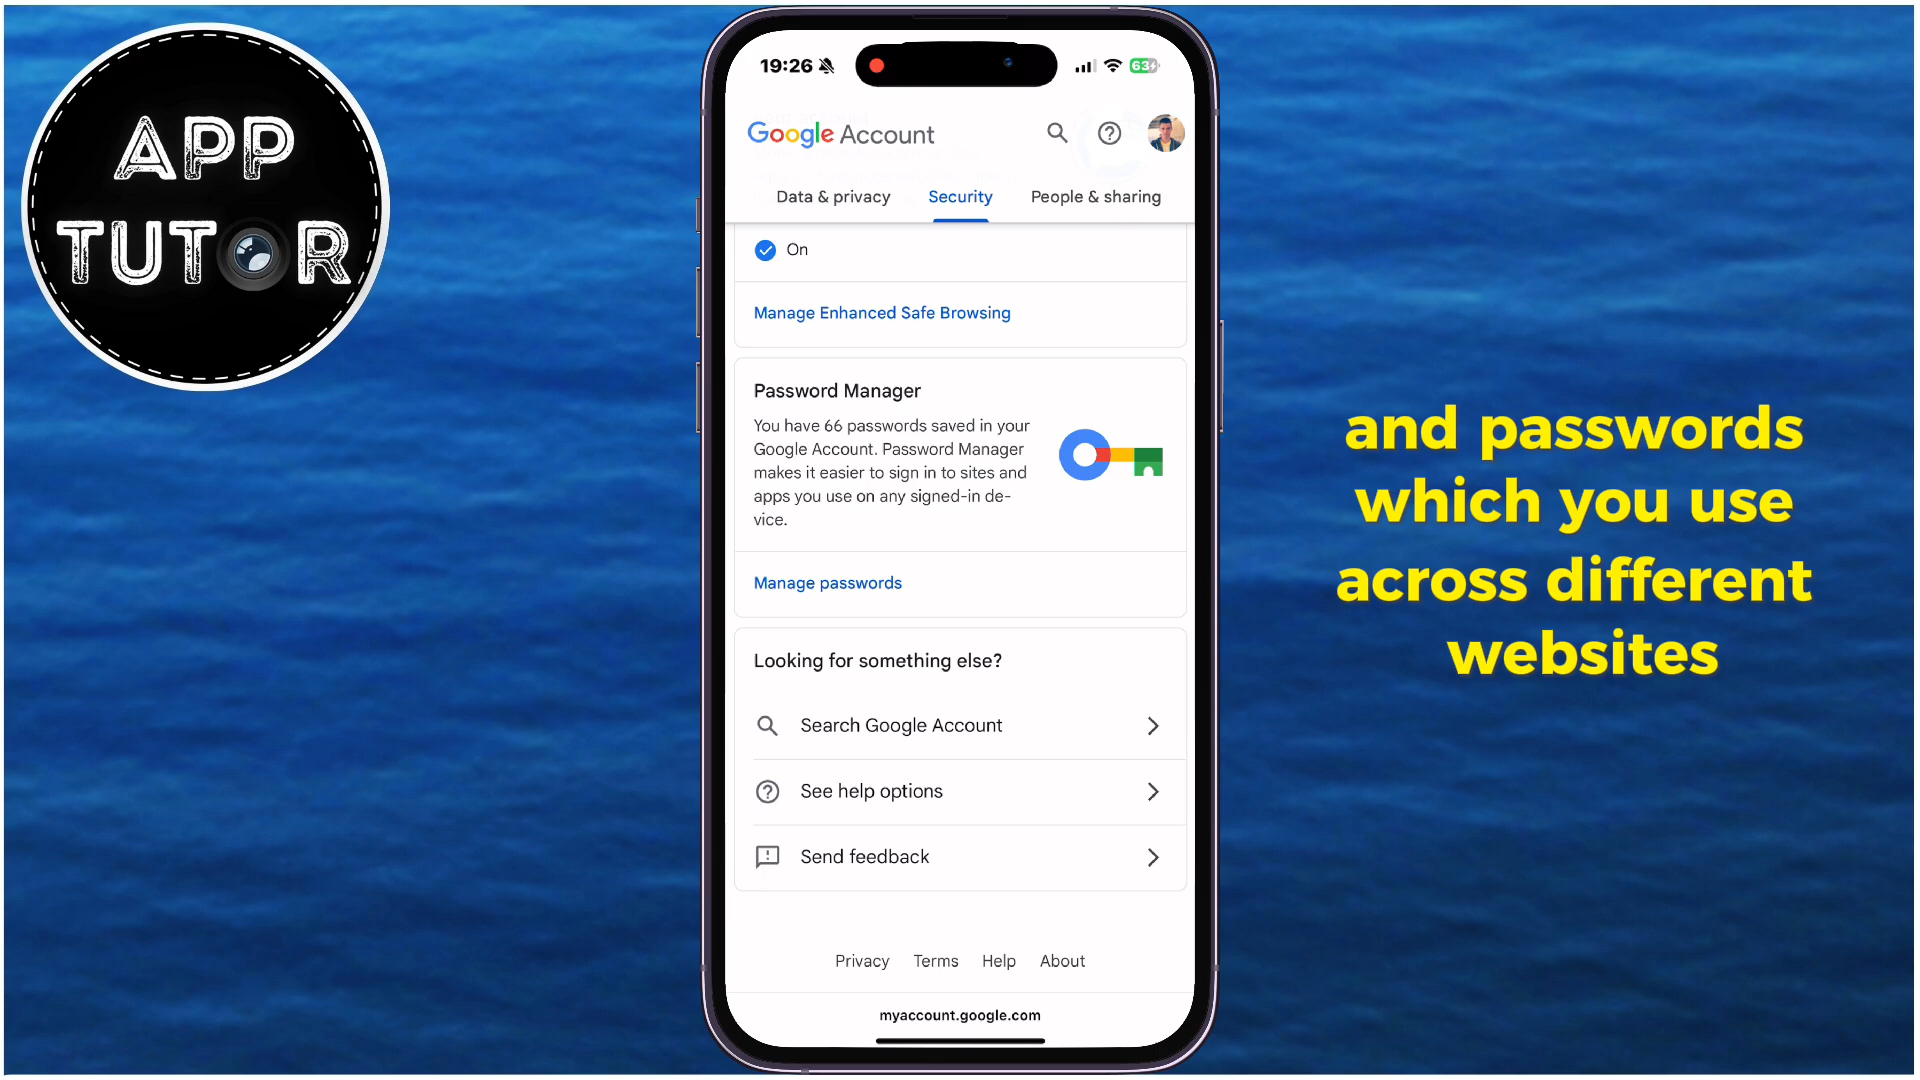 APP
TUTOR
19:26
63
Google Account
Data & privacy
Security
People & sharing
On
Manage Enhanced Safe Browsing
Password Manager
You have 66 passwords saved in your
Google Account. Password Manager
makes it easier to sign in to sites and
apps you use on any signed-in de-
vice.
Manage passwords
Looking for something else?
Search Google Account
See help options
Send feedback
Privacy
Terms
Help
About
myaccount.google.com
and passwords
which you use
across different
websites